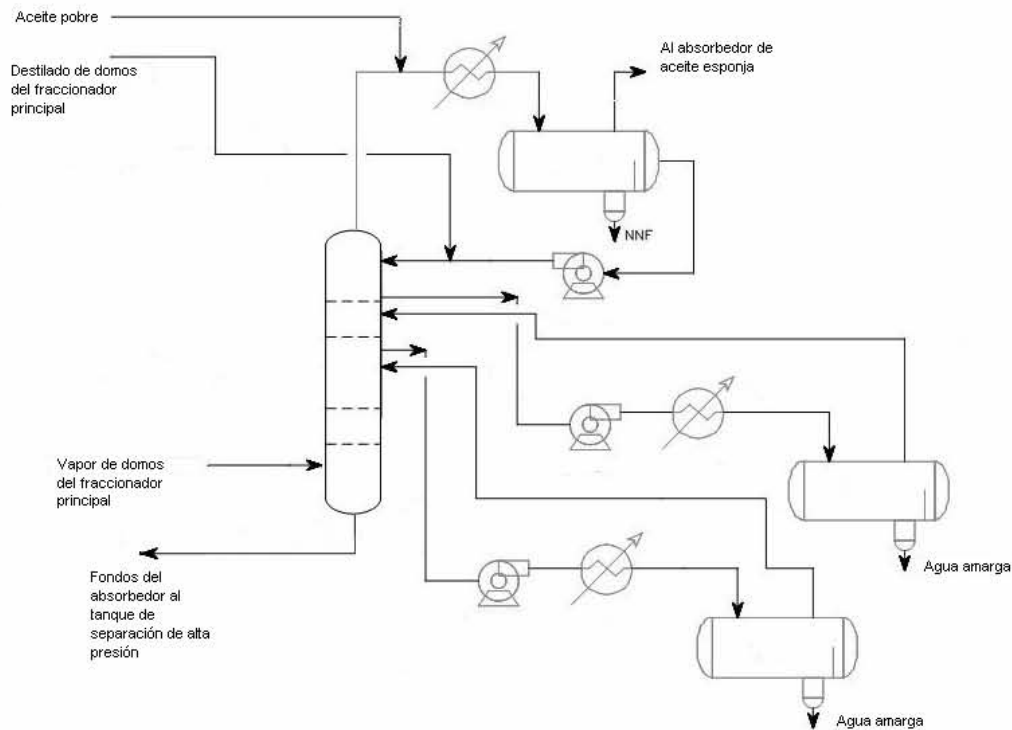 Aceite pobre
Destilado de domos
del fraccionador
principal
Al absorbedor de
aceite esponja
NNF
Vapor de domos
del fraccionador
principal
Fondos del
absorbedor al
tanque de
separación de alta
presión
Agua amarga
Agua amarga